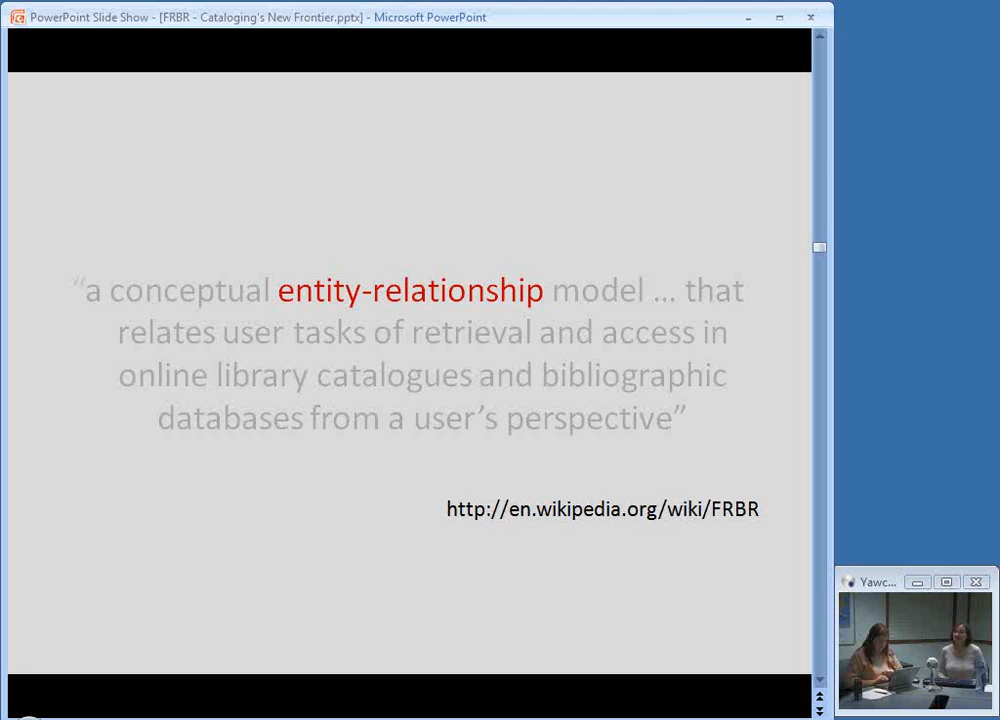 PowerPoint Slide Show - [FRBR - Cataloging's New Frontier.pptx] - Microsoft PowerPoint
“a conceptual entity-relationship model ... that
relates user tasks of retrieval and access in
online library catalogues and bibliographic
databases from a user’s perspective”
http://en.wikipedia.org/wiki/FRBR
Yawc...